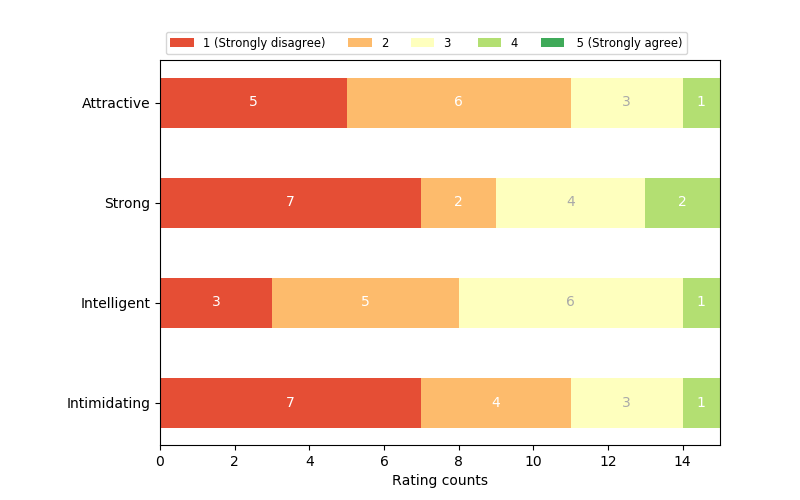 1 (Strongly disagree) 2 3 4 5 (Strongly agree)
Attractive 5 6 3 1
Strong 7 2 4 2
Intelligent 3 5 6 1
Intimidating 7 4 3 1
0 2 4 6 8 10 12 14
Rating counts